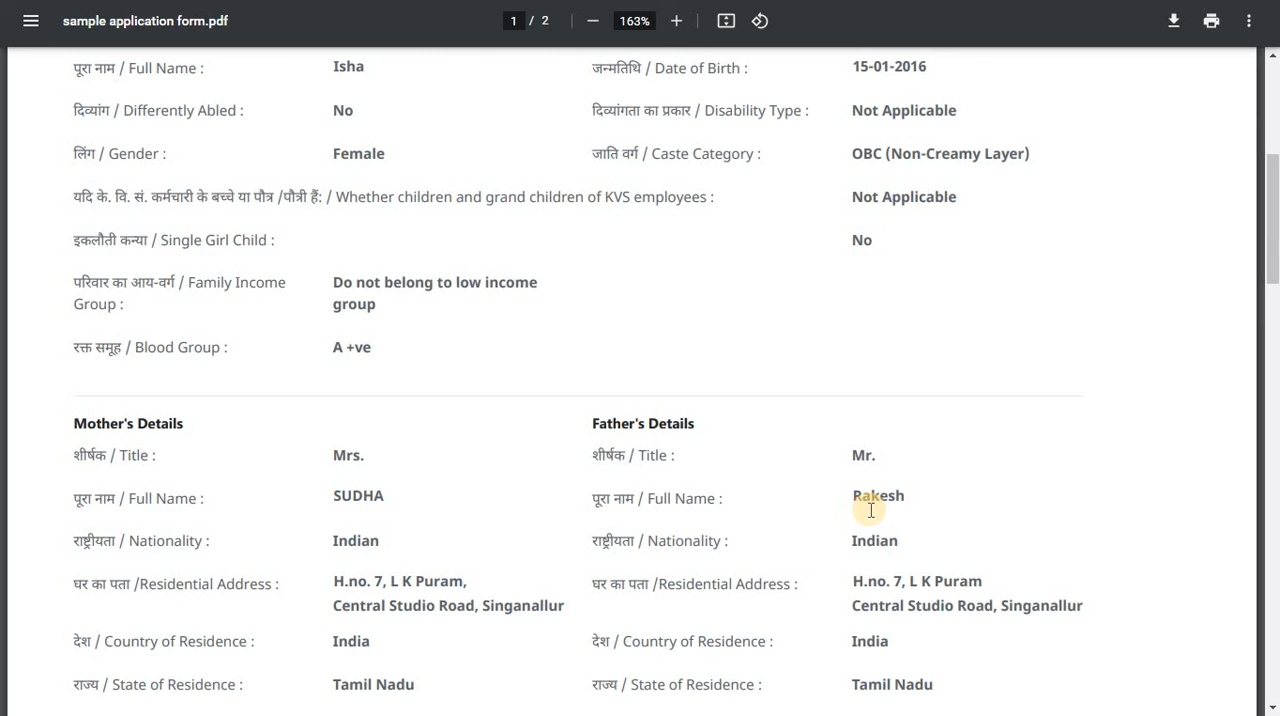 sample application form.pdf 1 / 2 163%
पूरा नाम / Full Name : Isha जन्मतिथि / Date of Birth : 15-01-2016
दिव्यांग / Differently Abled : No दिव्यांगता का प्रकार / Disability Type : Not Applicable
लिंग / Gender : Female जाति वर्ग / Caste Category : OBC (Non-Creamy Layer)
यदि के. वि. सं. कर्मचारी के बच्चे या पौत्र /पौत्री हैं: / Whether children and grand children of KVS employees : Not Applicable
इकलौती कन्या / Single Girl Child : No
परिवार का आय-वर्ग / Family Income Do not belong to low income
Group : group
रक्त समूह / Blood Group : A +ve
Mother's Details Father's Details
शीर्षक / Title : Mrs. शीर्षक / Title : Mr.
पूरा नाम / Full Name : SUDHA पूरा नाम / Full Name : Rakesh
राष्ट्रीयता / Nationality : Indian राष्ट्रीयता / Nationality : Indian
घर का पता /Residential Address : H.no. 7, L K Puram, घर का पता /Residential Address : H.no. 7, L K Puram
Central Studio Road, Singanallur Central Studio Road, Singanallur
देश / Country of Residence : India देश / Country of Residence : India
राज्य / State of Residence : Tamil Nadu राज्य / State of Residence : Tamil Nadu